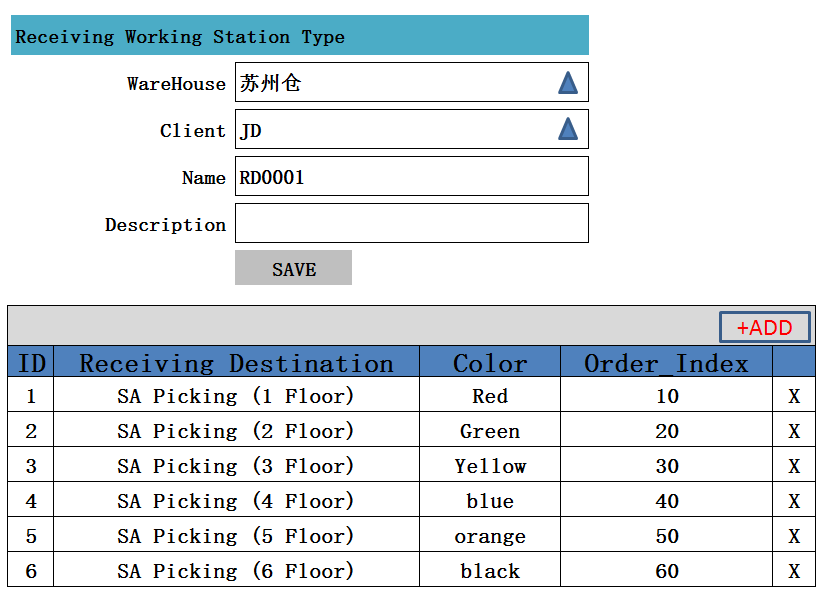 Receiving Working Station Type
WareHouse 苏州仓
Client JD
Name RD0001
Description
SAVE
+ADD
ID Receiving Destination Color Order_Index
1 SA Picking (1 Floor) Red 10 X
2 SA Picking (2 Floor) Green 20 X
3 SA Picking (3 Floor) Yellow 30 X
4 SA Picking (4 Floor) blue 40 X
5 SA Picking (5 Floor) orange 50 X
6 SA Picking (6 Floor) black 60 X